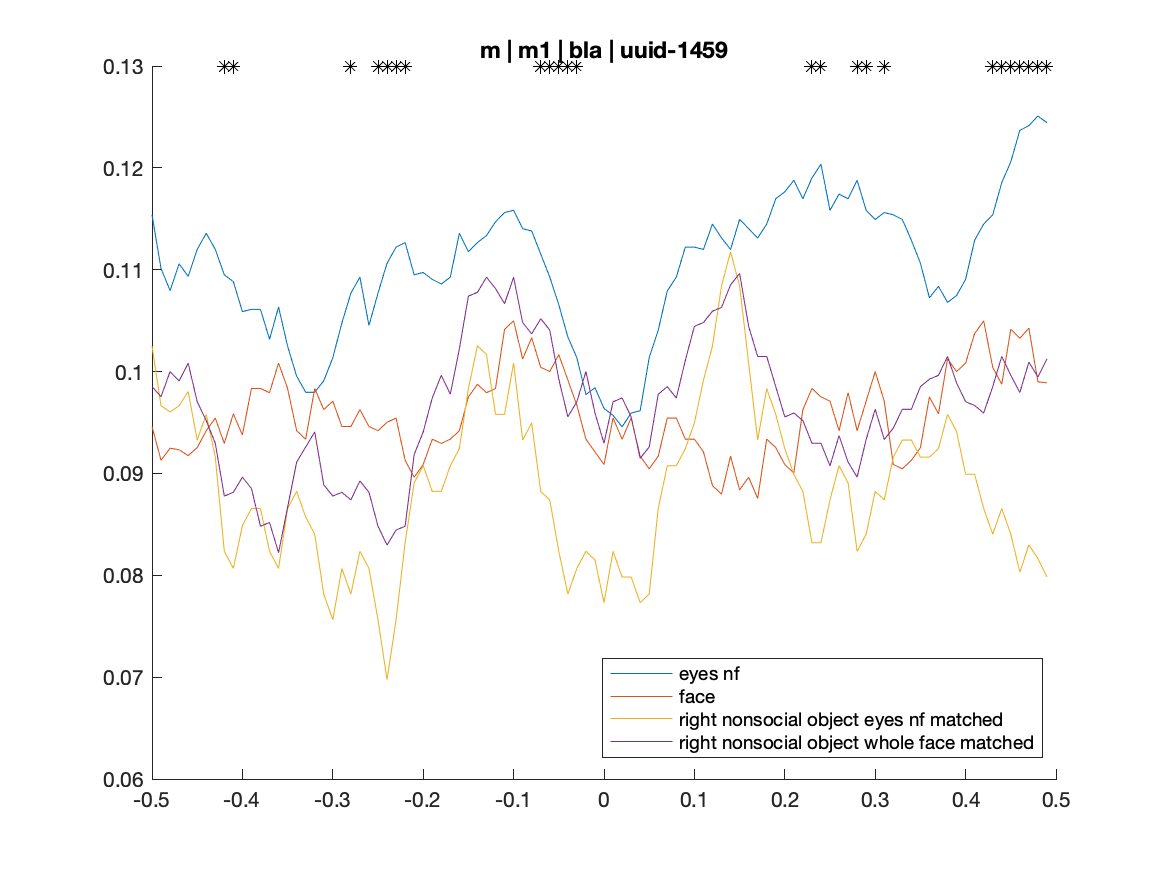 m | m1 | bla | uuid-1459
0.13
0.12
0.11
0.1
0.09
0.08
0.07
0.06
-0.5 -0.4 -0.3 -0.2 -0.1 0 0.1 0.2 0.3 0.4 0.5
eyes nf
face
right nonsocial object eyes nf matched
right nonsocial object whole face matched